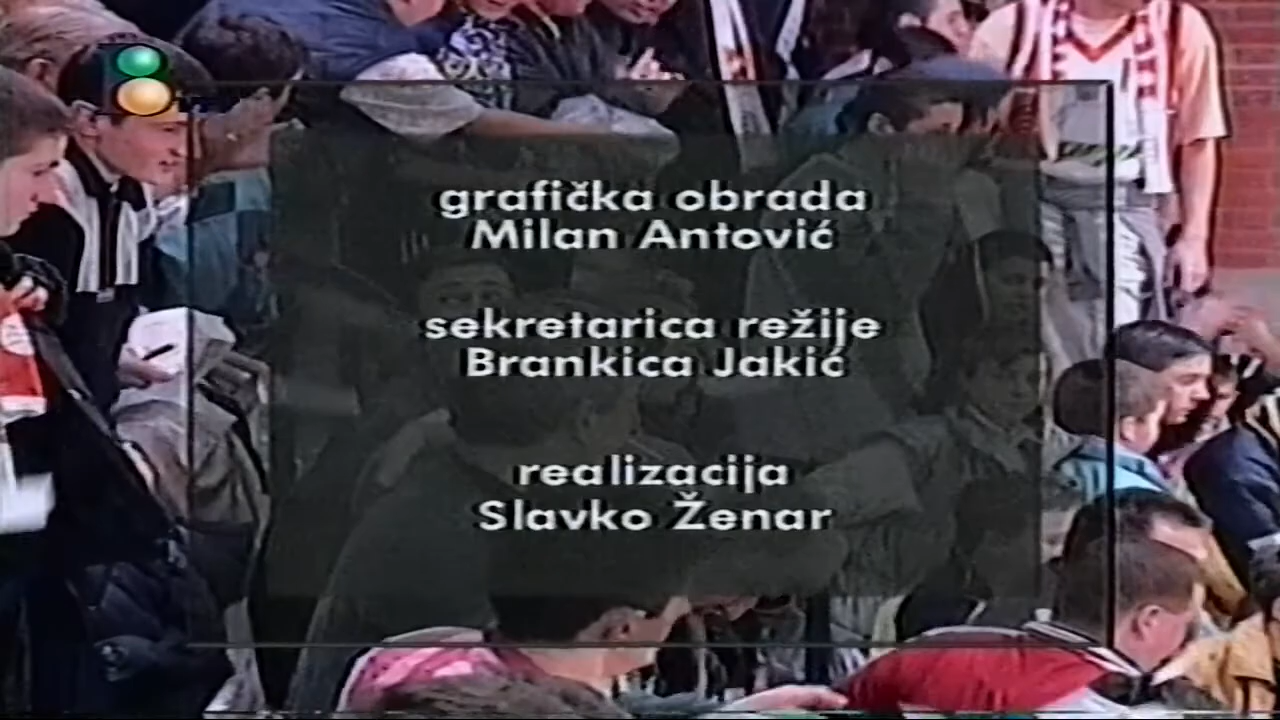 grafička obrada
Milan Antović
sekretarica režije
Brankica Jakić
realizacija
Slavko Ženar